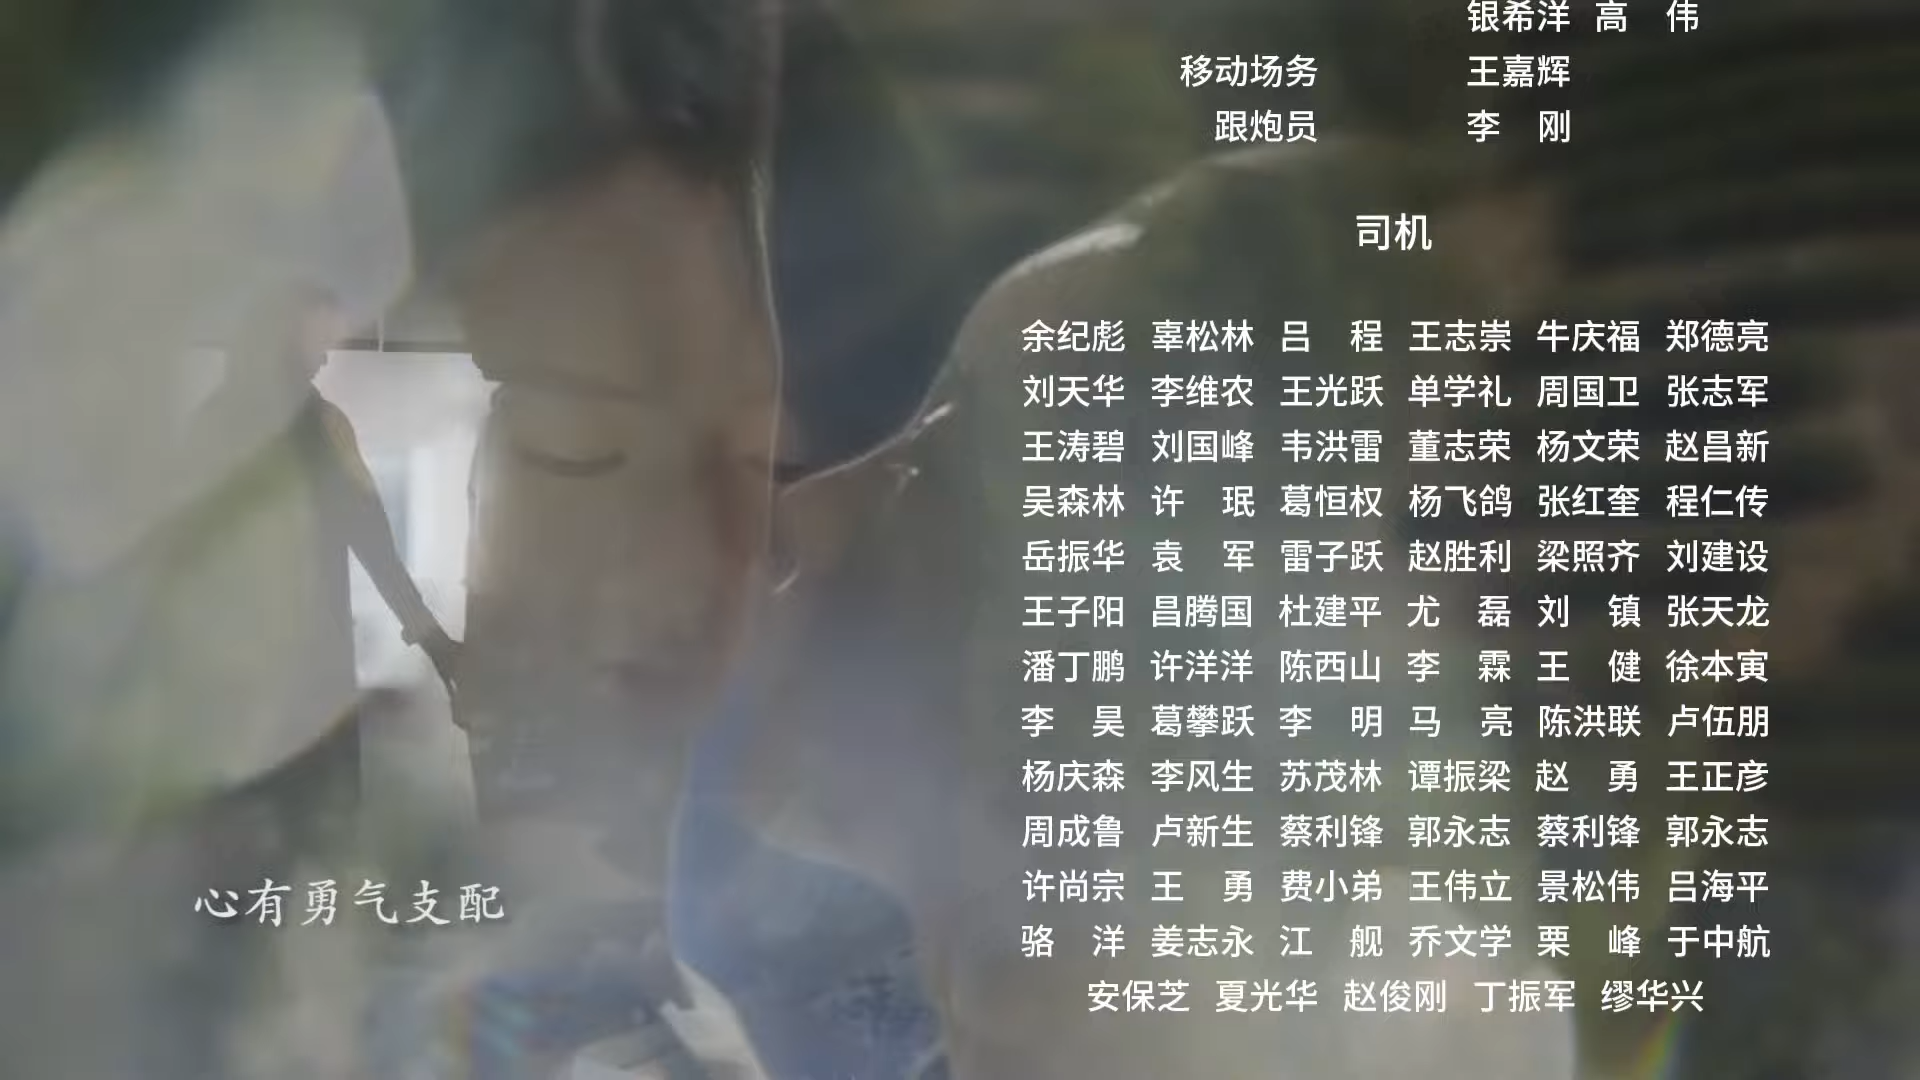 银希洋 高 伟
移动场务 王嘉辉
跟炮员 李 刚
司机
余纪彪 辜松林 吕 程 王志崇 牛庆福 郑德亮
刘天华 李维农 王光跃 单学礼 周国卫 张志军
王涛碧 刘国峰 韦洪雷 董志荣 杨文荣 赵昌新
吴森林 许 珉 葛恒权 杨飞鸽 张红奎 程仁传
岳振华 袁 军 雷子跃 赵胜利 梁照齐 刘建设
王子阳 昌腾国 杜建平 尤 磊 刘 镇 张天龙
潘丁鹏 许洋洋 陈西山 李 霖 王 健 徐本寅
李 昊 葛攀跃 李 明 马 亮 陈洪联 卢伍朋
杨庆森 李风生 苏茂林 谭振梁 赵 勇 王正彦
周成鲁 卢新生 蔡利锋 郭永志 蔡利锋 郭永志
许尚宗 王 勇 费小弟 王伟立 景松伟 吕海平
骆 洋 姜志永 江 舰 乔文学 栗 峰 于中航
安保芝 夏光华 赵俊刚 丁振军 缪华兴
心有勇气支配